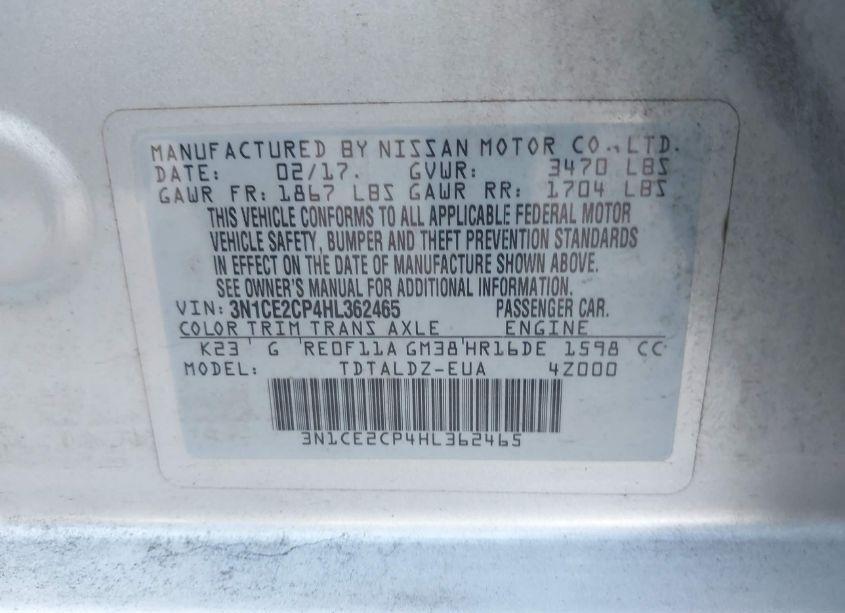 MANUFACTURED BY NISSAN MOTOR CO.,LTD.
DATE: 02/17. GVWR: 3470 LBS
GAWR FR: 1867 LBS GAWR RR: 1704 LBS
THIS VEHICLE CONFORMS TO ALL APPLICABLE FEDERAL MOTOR
VEHICLE SAFETY, BUMPER AND THEFT PREVENTION STANDARDS
IN EFFECT ON THE DATE OF MANUFACTURE SHOWN ABOVE.
SEE OWNER'S MANUAL FOR ADDITIONAL INFORMATION.
VIN: 3N1CE2CP4HL362465 PASSENGER CAR.
COLOR TRIM TRANS AXLE ENGINE
K23 G RE0F11A GM38 HR16DE 1598 CC
MODEL: TDTALDZ-EUA 4Z000
3N1CE2CP4HL362465